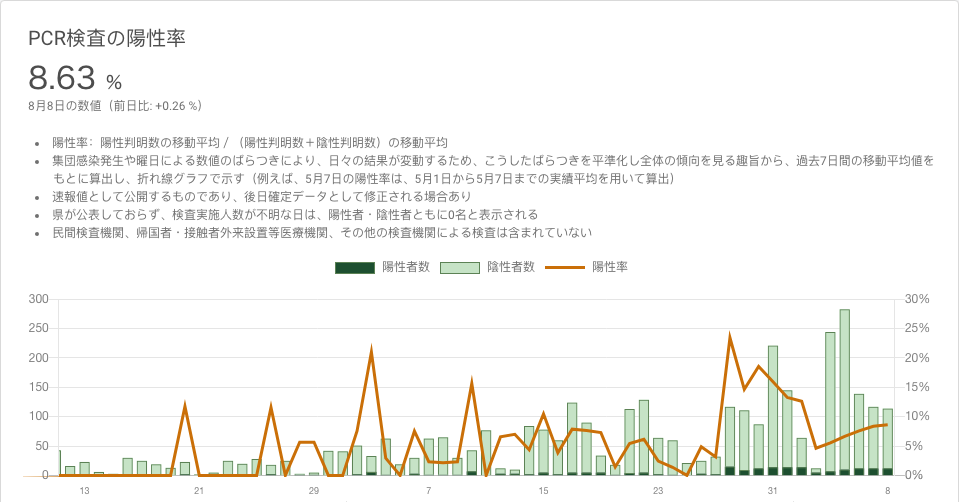 PCR検査の陽性率
8.63 %
8月8日の数値（前日比: +0.26 %）
• 陽性率：陽性判明数の移動平均 / （陽性判明数＋陰性判明数）の移動平均
• 集団感染発生や曜日による数値のばらつきにより、日々の結果が変動するため、こうしたばらつきを平準化し全体の傾向を見る趣旨から、過去7日間の移動平均値を
もとに算出し、折れ線グラフで示す（例えば、5月7日の陽性率は、5月1日から5月7日までの実績平均を用いて算出）
• 速報値として公開するものであり、後日確定データとして修正される場合あり
• 県が公表しておらず、検査実施人数が不明な日は、陽性者・陰性者ともに0名と表示される
• 民間検査機関、帰国者・接触者外来設置等医療機関、その他の検査機関による検査は含まれていない
陽性者数 陰性者数 陽性率
300 30%
250 25%
200 20%
150 15%
100 10%
50 5%
0 0%
13 21 29 7 15 23 31 8